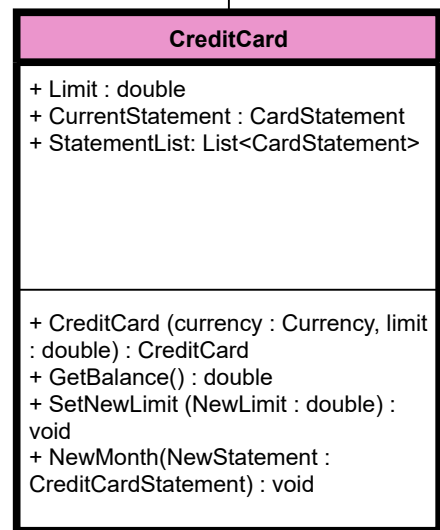 CreditCard
+ Limit : double
+ CurrentStatement : CardStatement
+ StatementList: List<CardStatement>
+ CreditCard (currency : Currency, limit
: double) : CreditCard
+ GetBalance() : double
+ SetNewLimit (NewLimit : double) :
void
+ NewMonth(NewStatement :
CreditCardStatement) : void